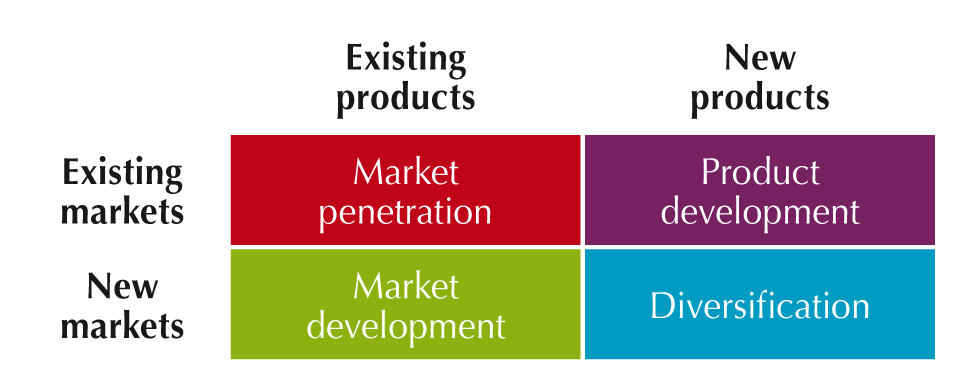 Existing
products
New
products
Existing
markets
Market
penetration
Product
development
New
markets
Market
development
Diversification